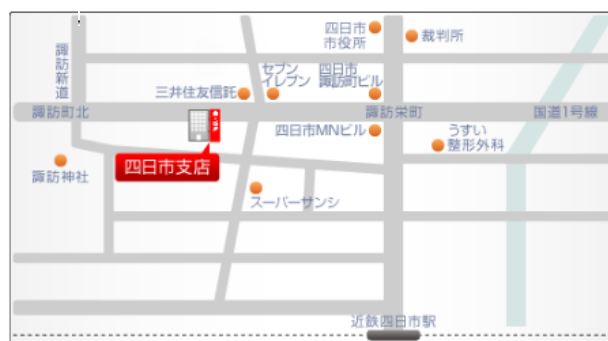 四日市
市役所
裁判所
諏訪新道
セブン
イレブン
四日市
諏訪町ビル
三井住友信託
諏訪町北
諏訪栄町
国道1号線
四日市MNビル
うすい
整形外科
四日市支店
諏訪神社
スーパーサンシ
近鉄四日市駅